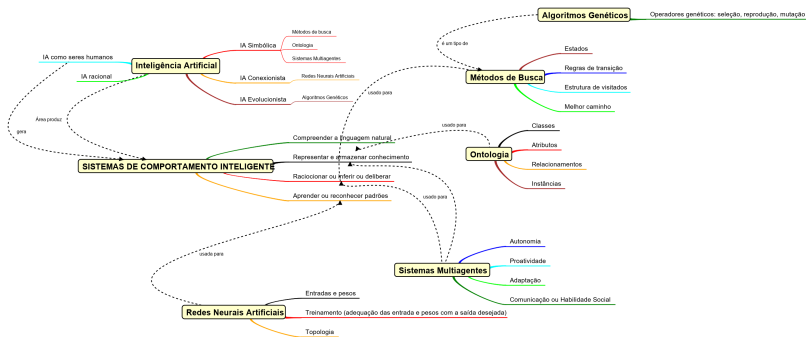 Algoritmos Genéticos
Operadores genéticos: seleção, reprodução, mutação
Métodos de busca
IA Simbólica
Ontologia
Sistemas Multiagentes
é um tipo de
Estados
IA como seres humanos
Inteligência Artificial
Regras de transição
IA racional
IA Conexionista
Redes Neurais Artificiais
Métodos de Busca
Estrutura de visitados
usado para
IA Evolucionista
Algoritmos Genéticos
Melhor caminho
Área produz
gera
usado para
Classes
Compreender a linguagem natural
Atributos
Ontologia
Representar e armazenar conhecimento
SISTEMAS DE COMPORTAMENTO INTELIGENTE
Relacionamentos
Raciocionar ou inferir ou deliberar
Instâncias
Aprender ou reconhecer padrões
usado para
usada para
Autonomia
Proatividade
Sistemas Multiagentes
Adaptação
Comunicação ou Habilidade Social
Entradas e pesos
Redes Neurais Artificiais
Treinamento (adequação das entrada e pesos com a saída desejada)
Topologia